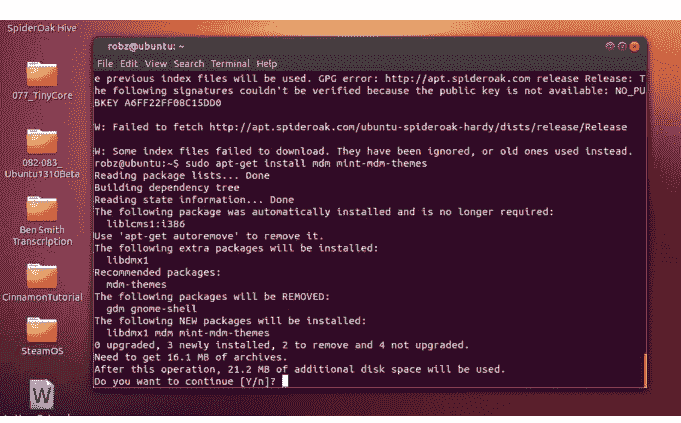 SpiderOak Hive
077_TinyCore
082-083_
Ubuntu1310Beta
Ben Smith
Transcription
CinnamonTutorial
SteamOS
W
robz@ubuntu: ~
File Edit View Search Terminal Help
e previous index files will be used. GPG error: http://apt.spideroak.com release Release: T
he following signatures couldn't be verified because the public key is not available: NO_PU
BKEY A6FF22FF08C15DD0
W: Failed to fetch http://apt.spideroak.com/ubuntu-spideroak-hardy/dists/release/Release
W: Some index files failed to download. They have been ignored, or old ones used instead.
robz@ubuntu:~$ sudo apt-get install mdm mint-mdm-themes
Reading package lists... Done
Building dependency tree
Reading state information... Done
The following package was automatically installed and is no longer required:
liblcms1:i386
Use 'apt-get autoremove' to remove it.
The following extra packages will be installed:
libdmx1
Recommended packages:
mdm-themes
The following packages will be REMOVED:
gdm gnome-shell
The following NEW packages will be installed:
libdmx1 mdm mint-mdm-themes
0 upgraded, 3 newly installed, 2 to remove and 4 not upgraded.
Need to get 16.1 MB of archives.
After this operation, 21.2 MB of additional disk space will be used.
Do you want to continue [Y/n]?